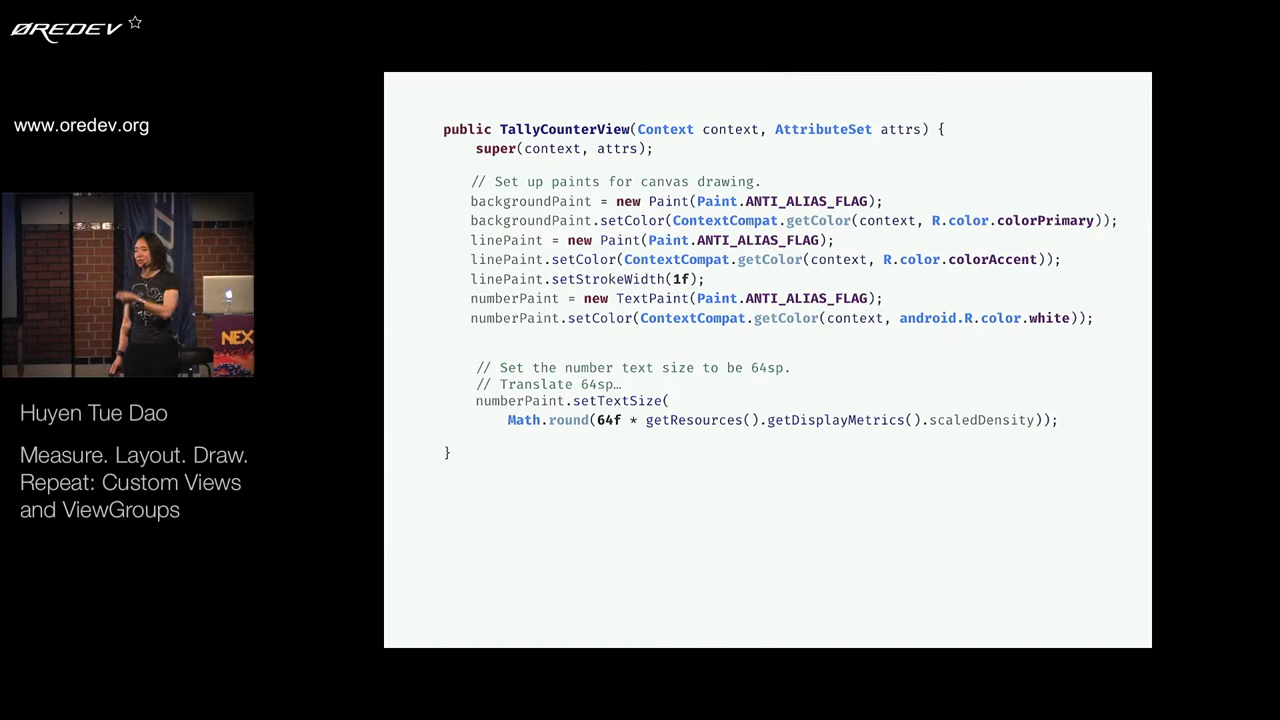 ØREDEV
www.oredev.org
NEX
Huyen Tue Dao
Measure. Layout. Draw.
Repeat: Custom Views
and ViewGroups
public TallyCounterView(Context context, AttributeSet attrs) {
super(context, attrs);
// Set up paints for canvas drawing.
backgroundPaint = new Paint(Paint.ANTI_ALIAS_FLAG);
backgroundPaint.setColor(ContextCompat.getColor(context, R.color.colorPrimary));
linePaint = new Paint(Paint.ANTI_ALIAS_FLAG);
linePaint.setColor(ContextCompat.getColor(context, R.color.colorAccent));
linePaint.setStrokeWidth(1f);
numberPaint = new TextPaint(Paint.ANTI_ALIAS_FLAG);
numberPaint.setColor(ContextCompat.getColor(context, android.R.color.white));
// Set the number text size to be 64sp.
// Translate 64sp…
numberPaint.setTextSize(
Math.round(64f * getResources().getDisplayMetrics().scaledDensity));
}